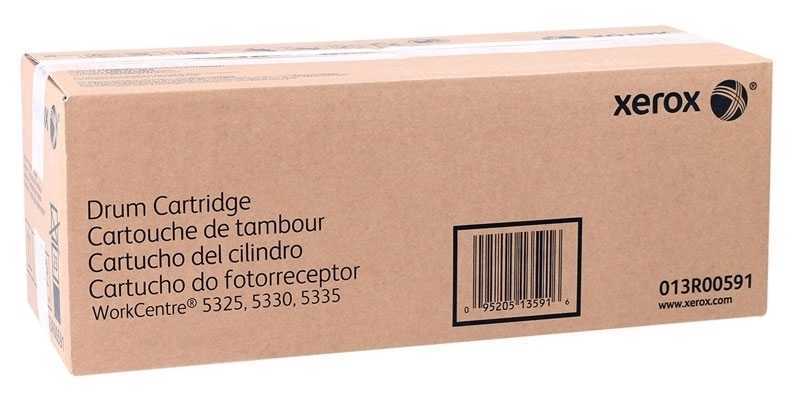 xerox ®
Drum Cartridge
Cartouche de tambour
Cartucho del cilindro
Cartucho do fotorreceptor
WorkCentre® 5325, 5330, 5335
0 95205 13591 6
013R00591
www.xerox.com